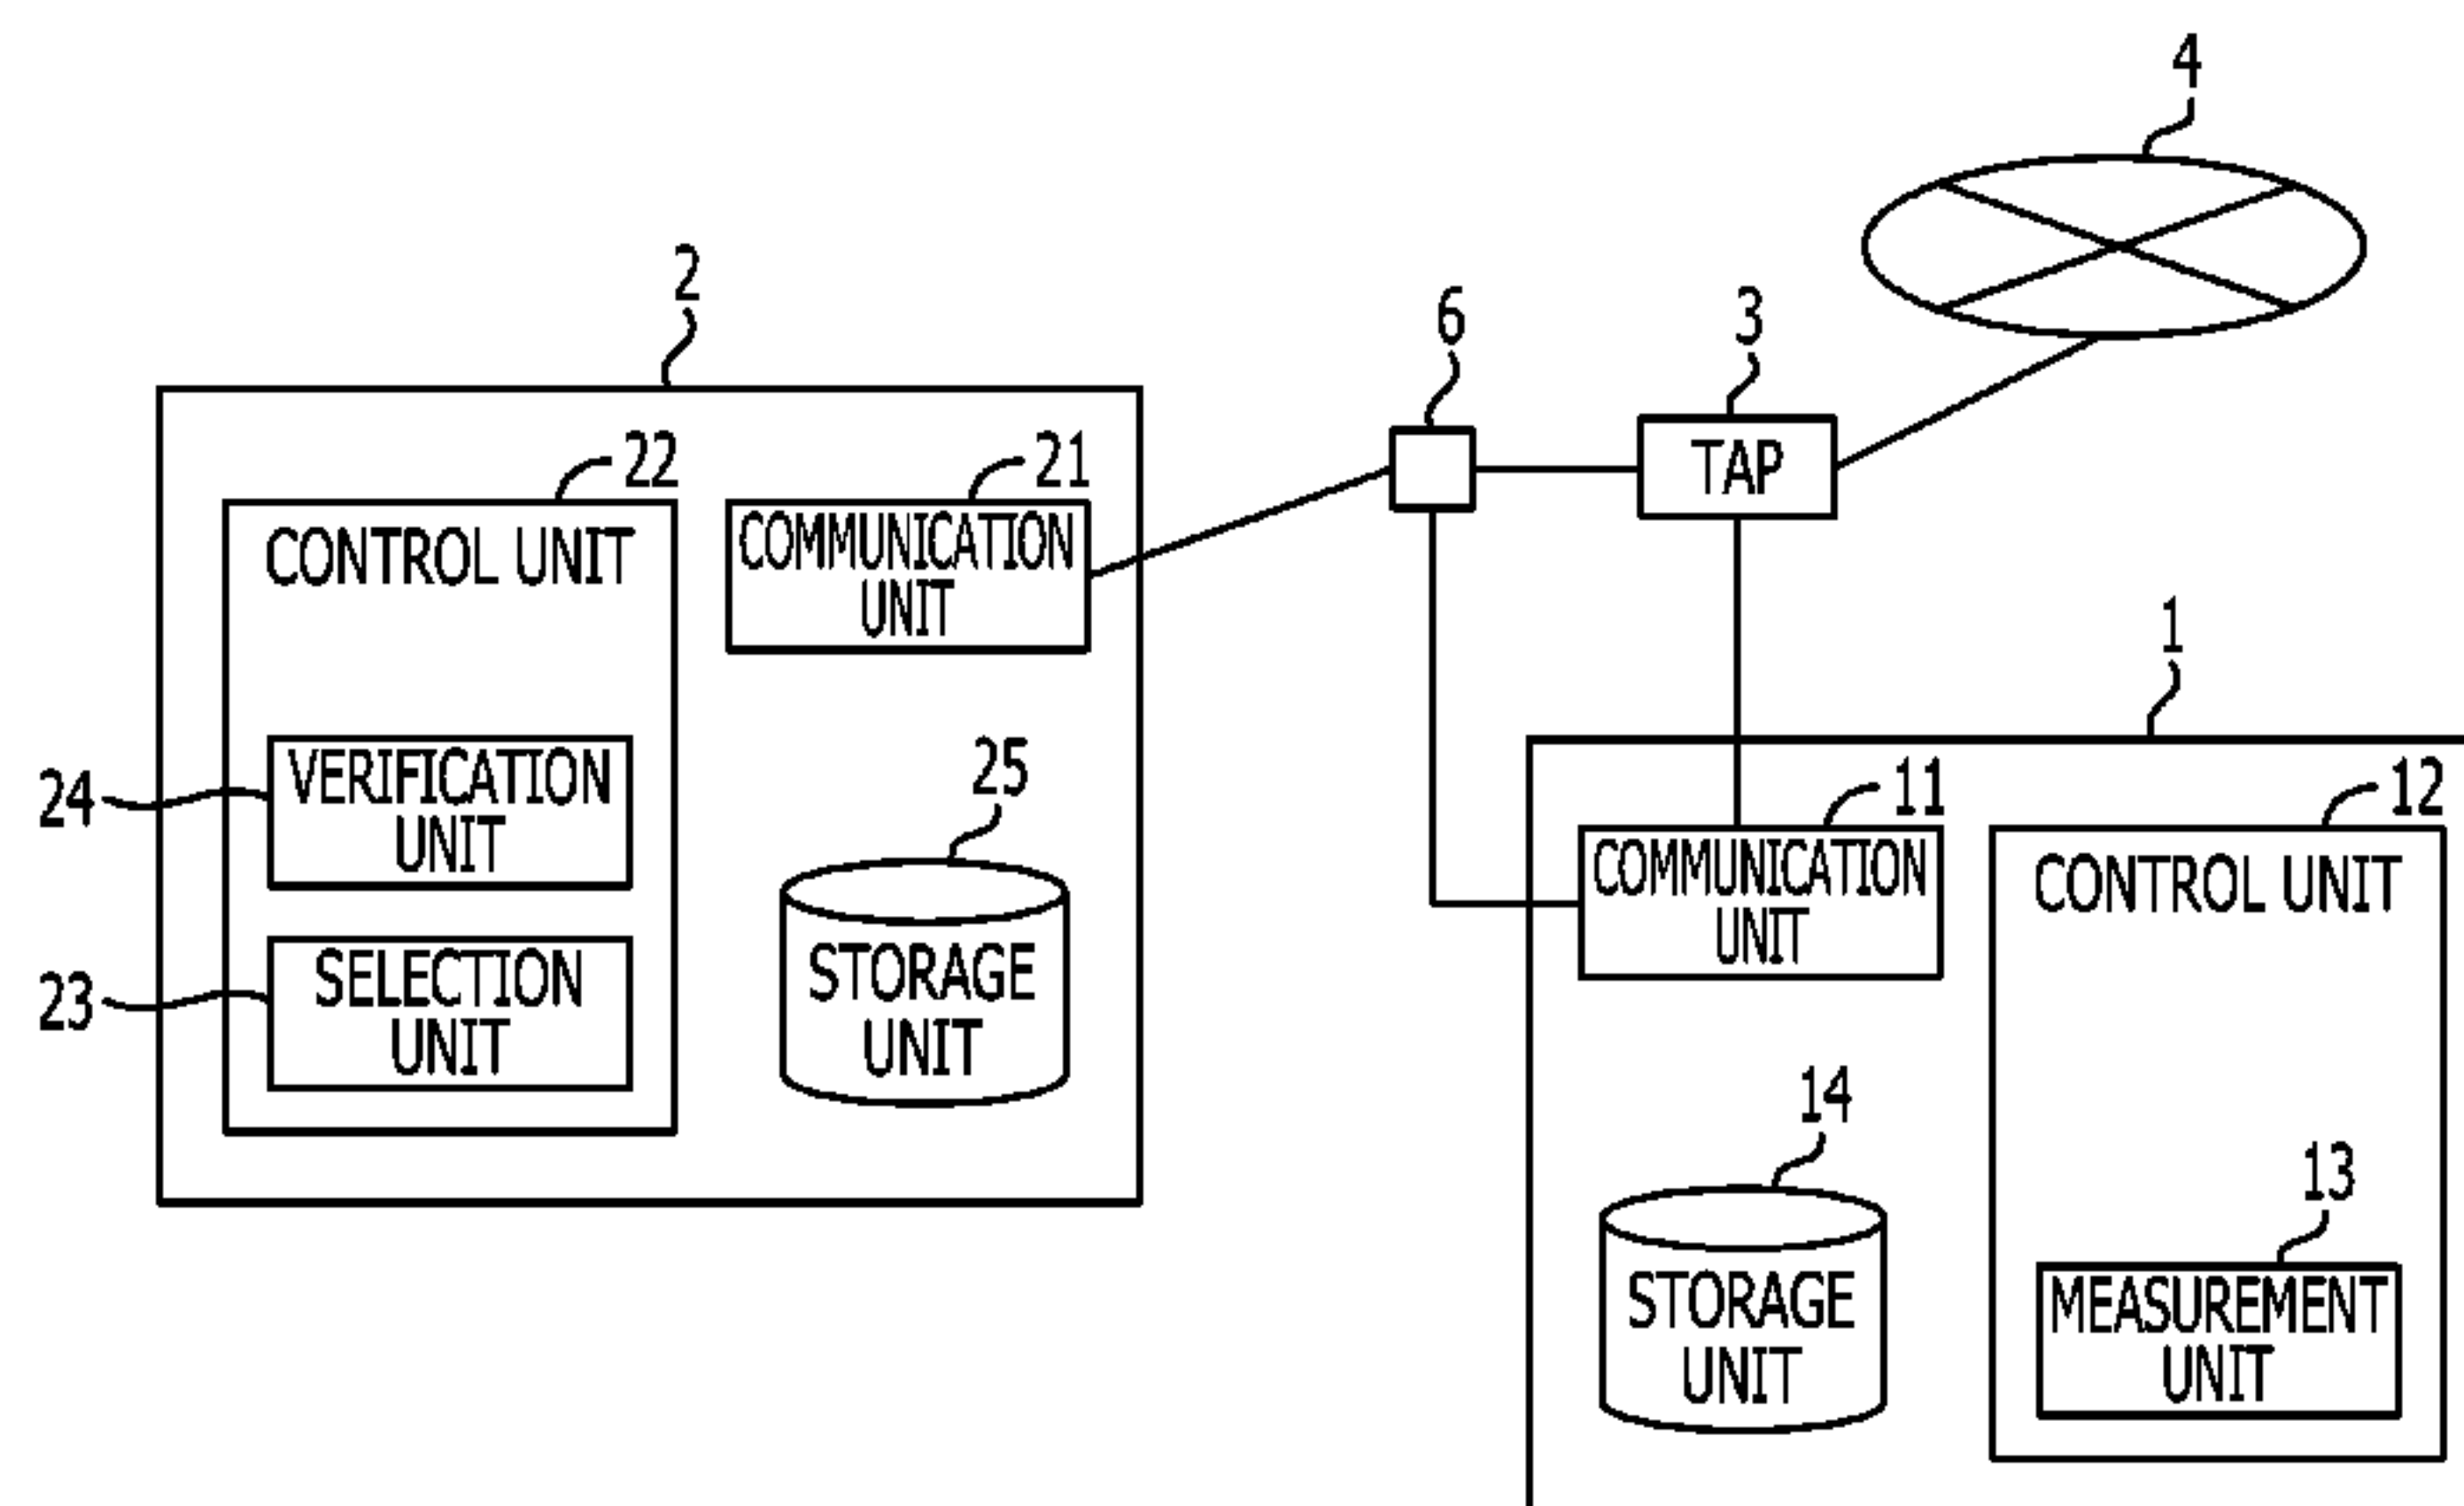 4
2
6
3
22
21
TAP
CONTROL UNIT
COMMUNICATION
UNIT
1
24
VERIFICATION
UNIT
25
11
12
COMMUNICATION
UNIT
CONTROL UNIT
23
SELECTION
UNIT
STORAGE
UNIT
14
13
STORAGE
UNIT
MEASUREMENT
UNIT